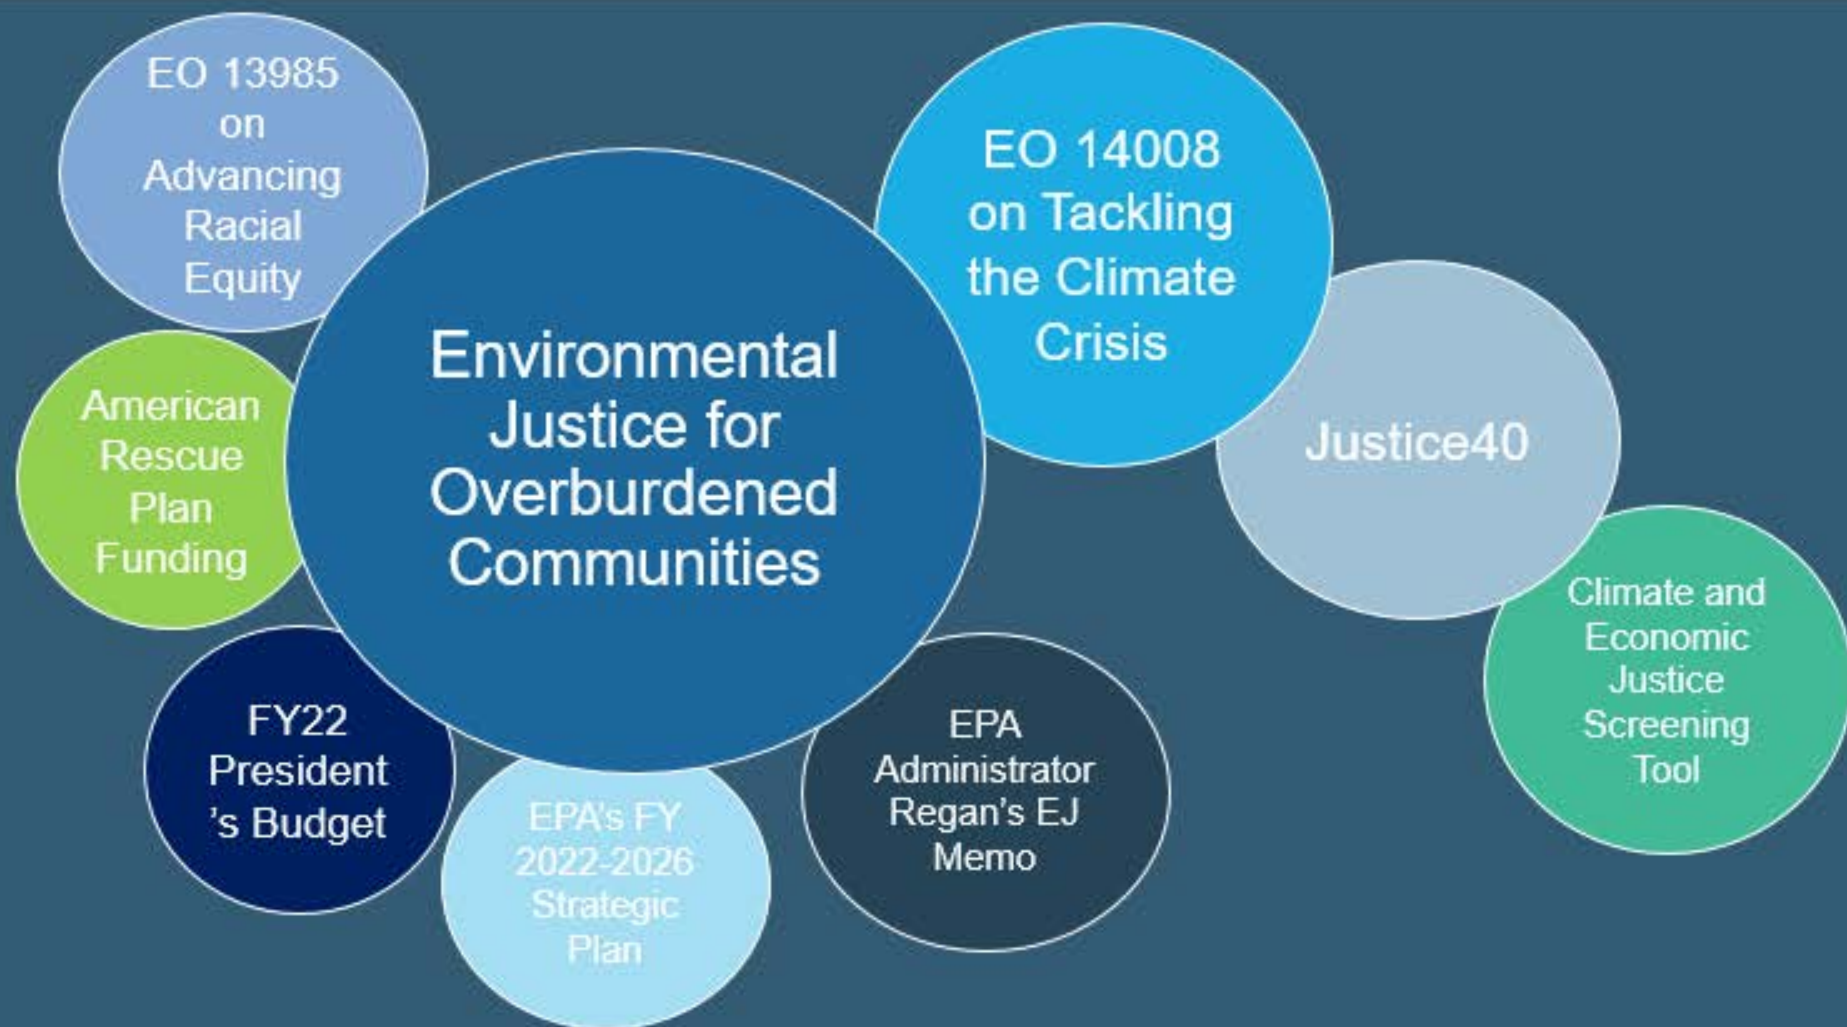 EO 13985
on
Advancing
Racial
Equity
Environmental
Justice for
Overburdened
Communities
EO 14008
on Tackling
the Climate
Crisis
Justice40
Climate and
Economic
Justice
Screening
Tool
American
Rescue
Plan
Funding
FY22
President
's Budget
EPA's FY
2022-2026
Strategic
Plan
EPA
Administrator
Regan's EJ
Memo